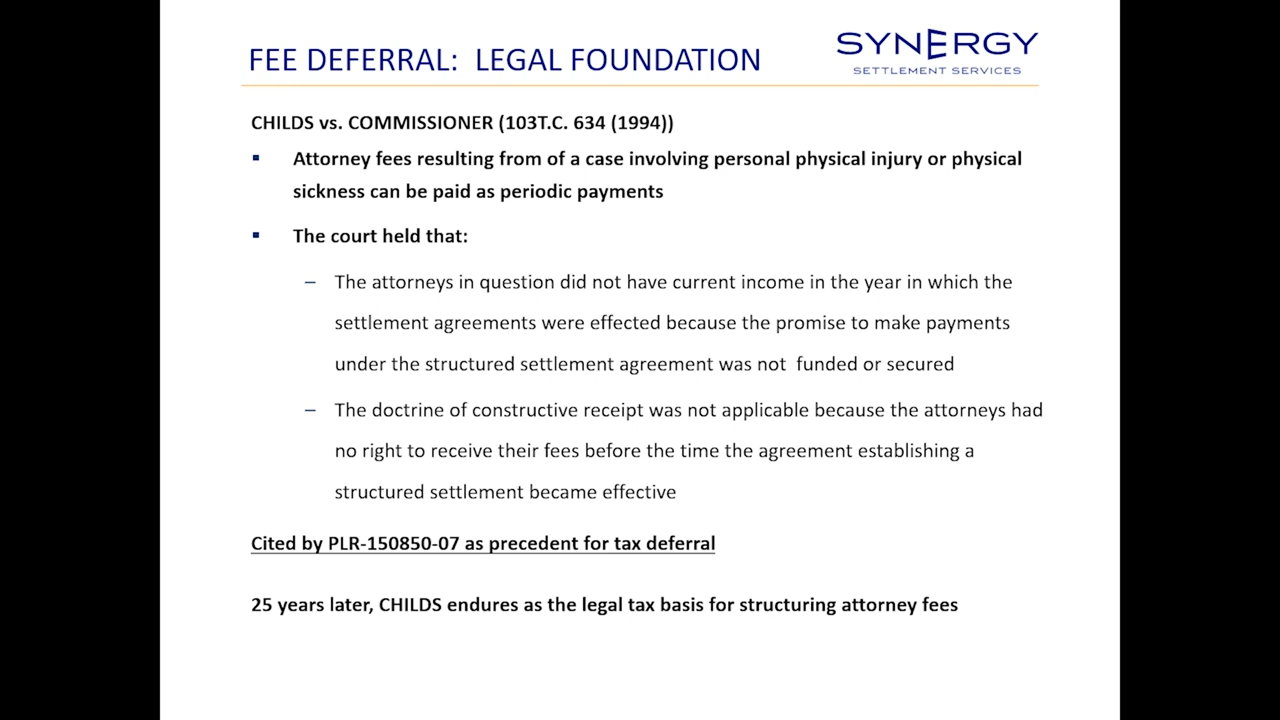 FEE DEFERRAL: LEGAL FOUNDATION
SYNERGY
SETTLEMENT SERVICES
CHILDS vs. COMMISSIONER (103T.C. 634 (1994))
▪ Attorney fees resulting from of a case involving personal physical injury or physical
sickness can be paid as periodic payments
▪ The court held that:
– The attorneys in question did not have current income in the year in which the
settlement agreements were effected because the promise to make payments
under the structured settlement agreement was not funded or secured
– The doctrine of constructive receipt was not applicable because the attorneys had
no right to receive their fees before the time the agreement establishing a
structured settlement became effective
Cited by PLR-150850-07 as precedent for tax deferral
25 years later, CHILDS endures as the legal tax basis for structuring attorney fees